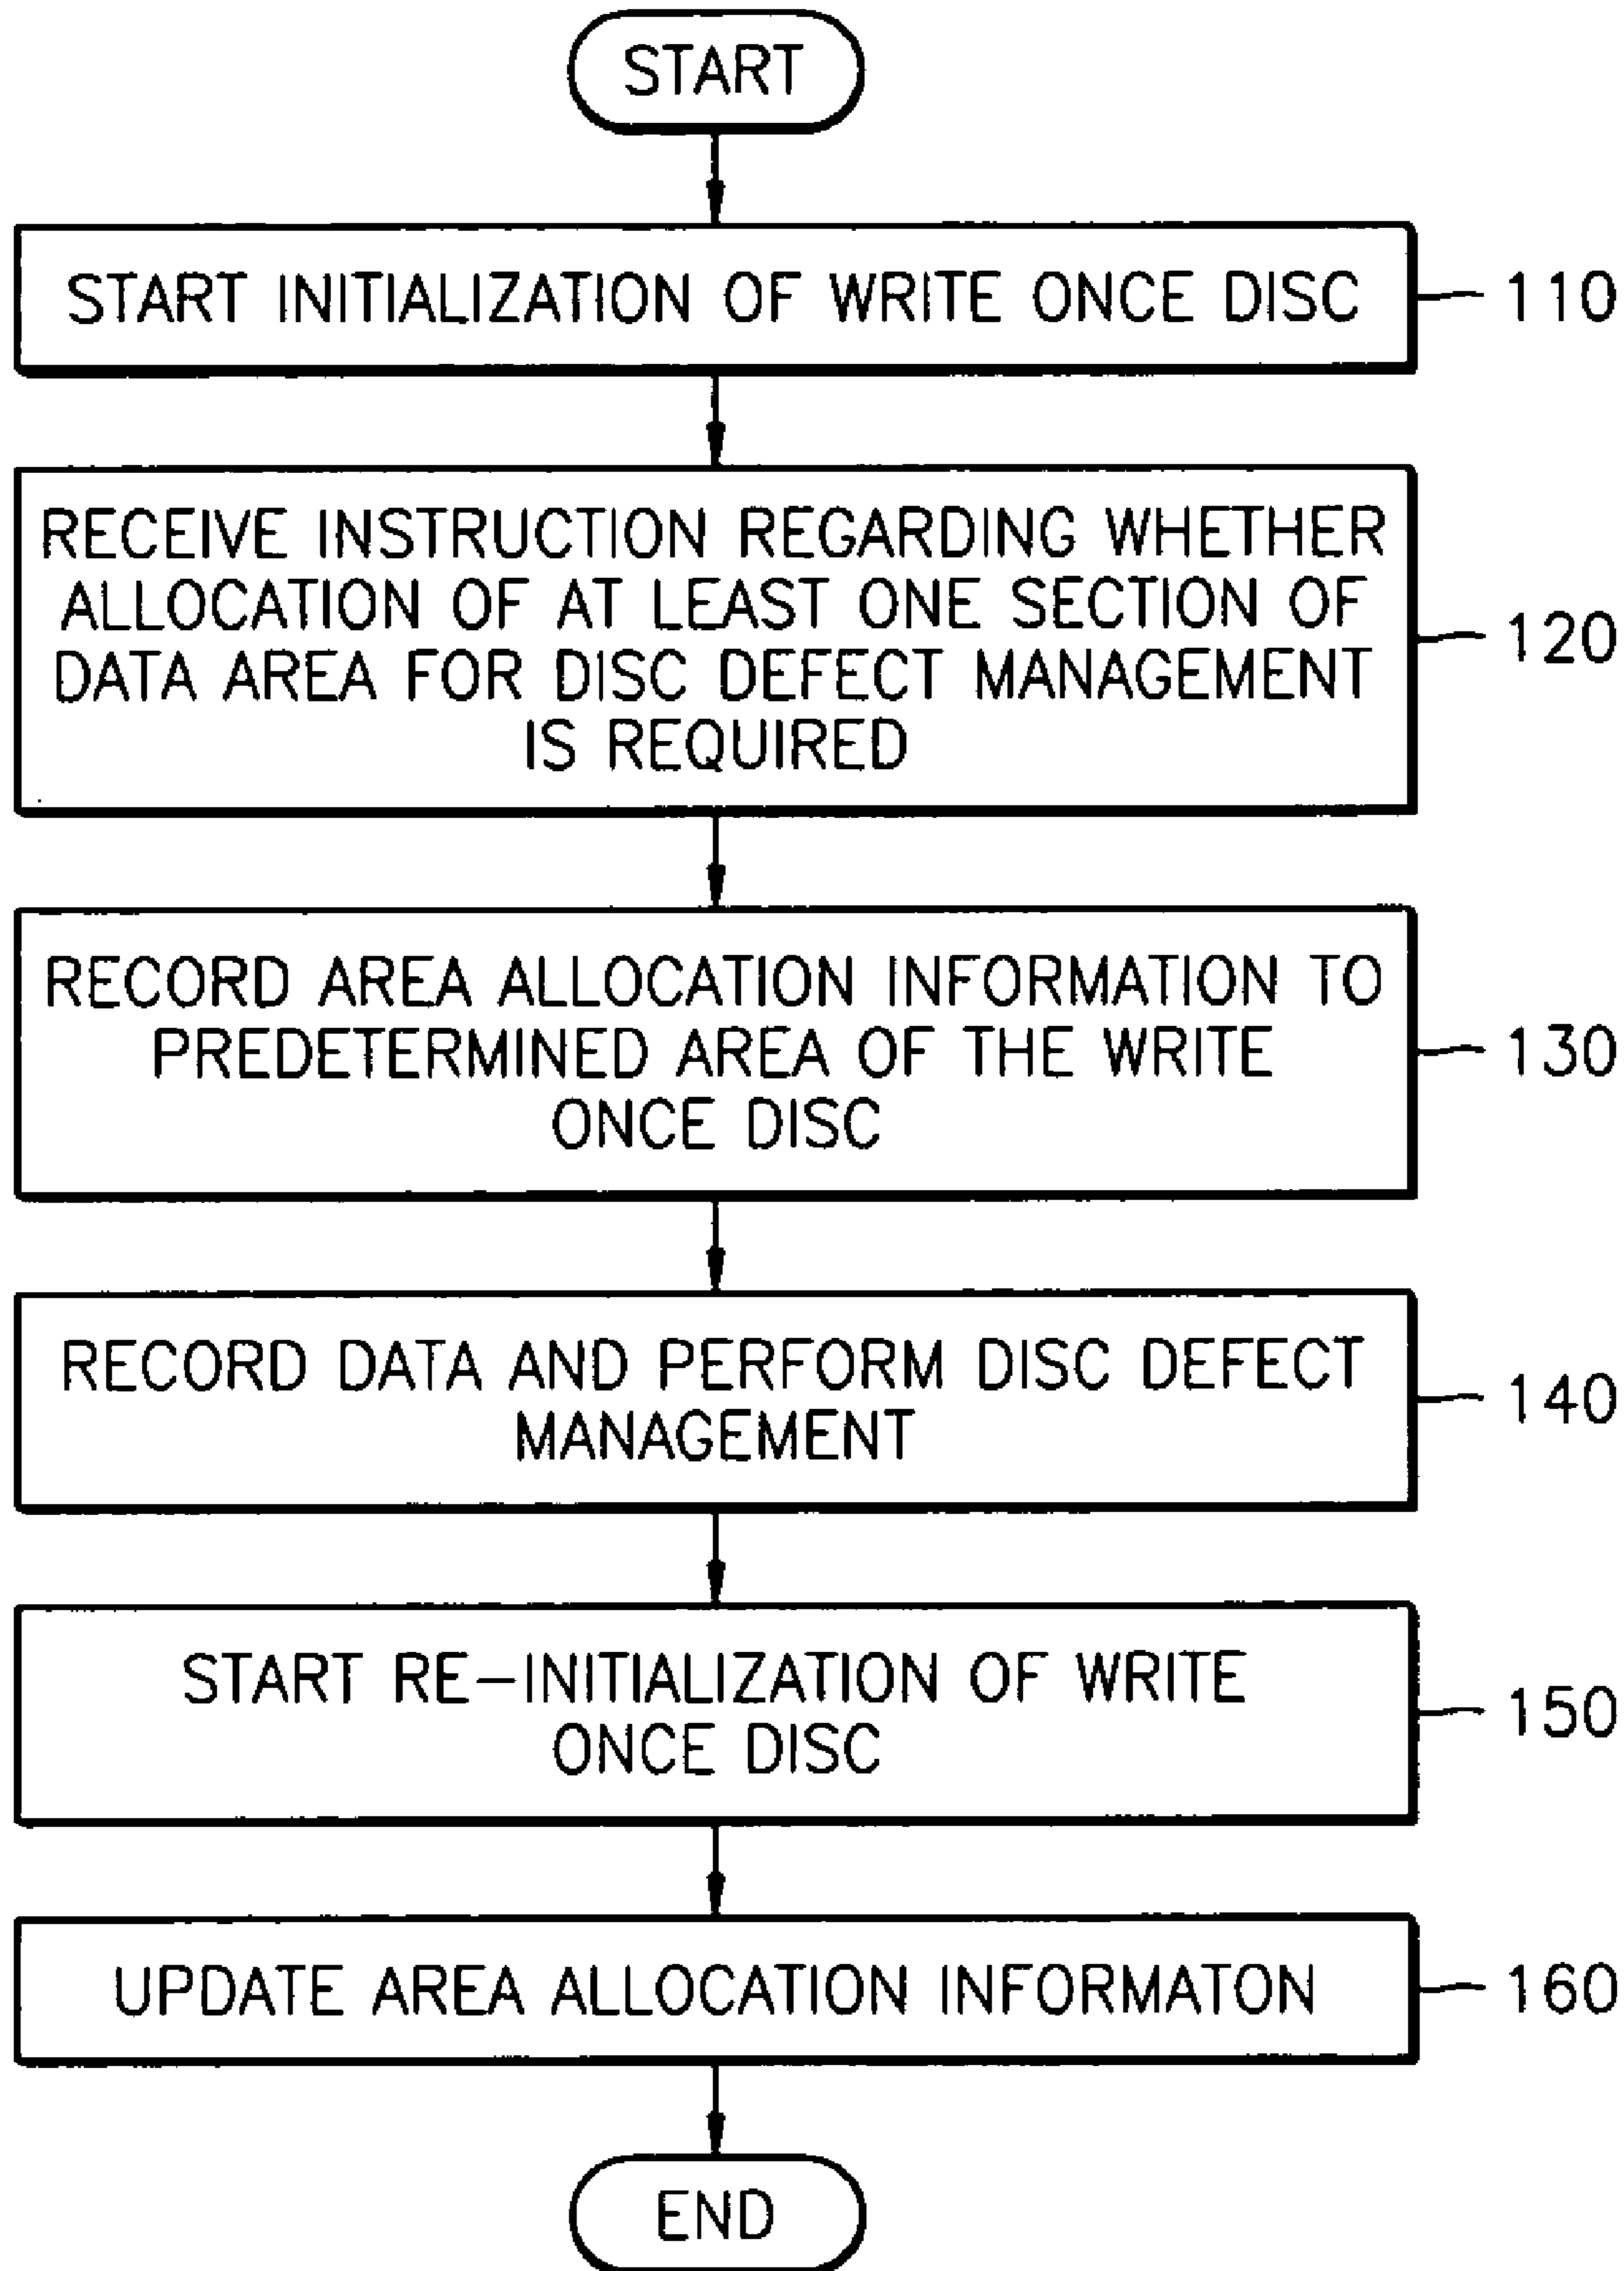 START
START INITIALIZATION OF WRITE ONCE DISC
110
RECEIVE INSTRUCTION REGARDING WHETHER
ALLOCATION OF AT LEAST ONE SECTION OF
DATA AREA FOR DISC DEFECT MANAGEMENT
IS REQUIRED
120
RECORD AREA ALLOCATION INFORMATION TO
PREDETERMINED AREA OF THE WRITE
ONCE DISC
130
RECORD DATA AND PERFORM DISC DEFECT
MANAGEMENT
140
START RE-INITIALIZATION OF WRITE
ONCE DISC
150
UPDATE AREA ALLOCATION INFORMATON
160
END